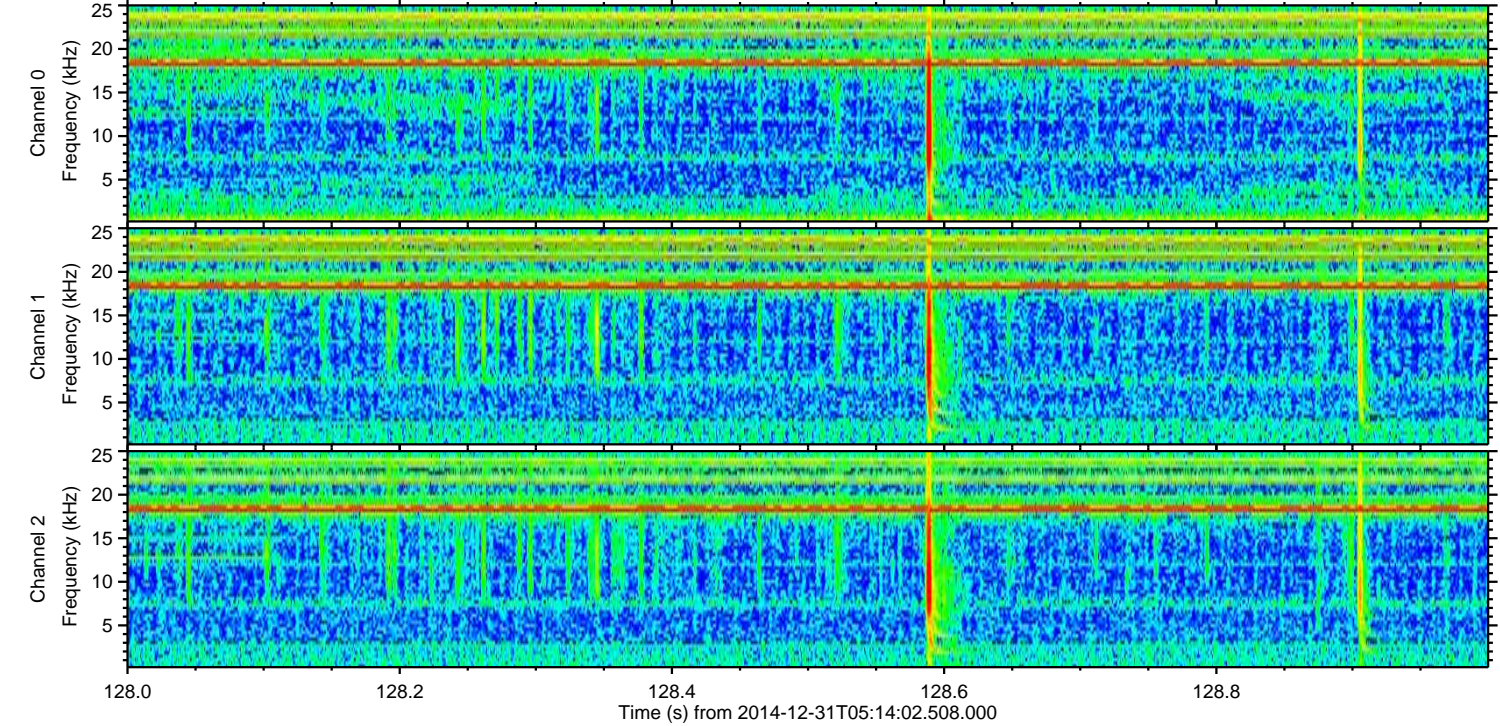 25
20
15
10
5
Channel 0
Frequency (kHz)
25
20
15
10
5
Channel 1
Frequency (kHz)
25
20
15
10
5
Channel 2
Frequency (kHz)
128.0 128.2 128.4 128.6 128.8
Time (s) from 2014-12-31T05:14:02.508.000